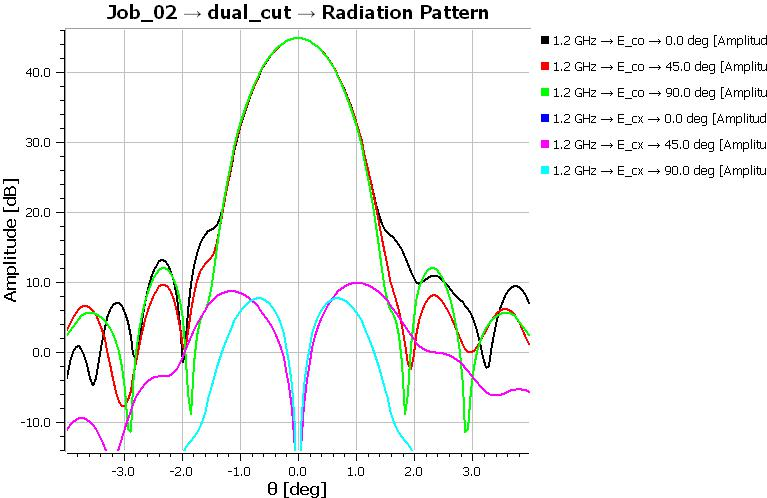 Job_02 → dual_cut → Radiation Pattern
1.2 GHz → E_co → 0.0 deg [Amplitud
1.2 GHz → E_co → 45.0 deg [Amplitu
1.2 GHz → E_co → 90.0 deg [Amplitu
1.2 GHz → E_cx → 0.0 deg [Amplitud
1.2 GHz → E_cx → 45.0 deg [Amplitu
1.2 GHz → E_cx → 90.0 deg [Amplitu
Amplitude [dB]
40.0
30.0
20.0
10.0
0.0
-10.0
-3.0 -2.0 -1.0 0.0 1.0 2.0 3.0
θ [deg]